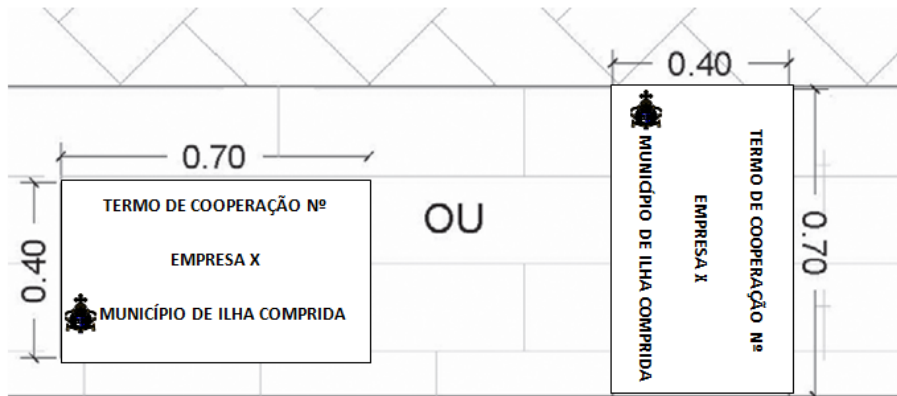 0.70
0.40
TERMO DE COOPERAÇÃO Nº
EMPRESA X
MUNICÍPIO DE ILHA COMPRIDA
OU
0.40
0.70
TERMO DE COOPERAÇÃO Nº
EMPRESA X
MUNICÍPIO DE ILHA COMPRIDA